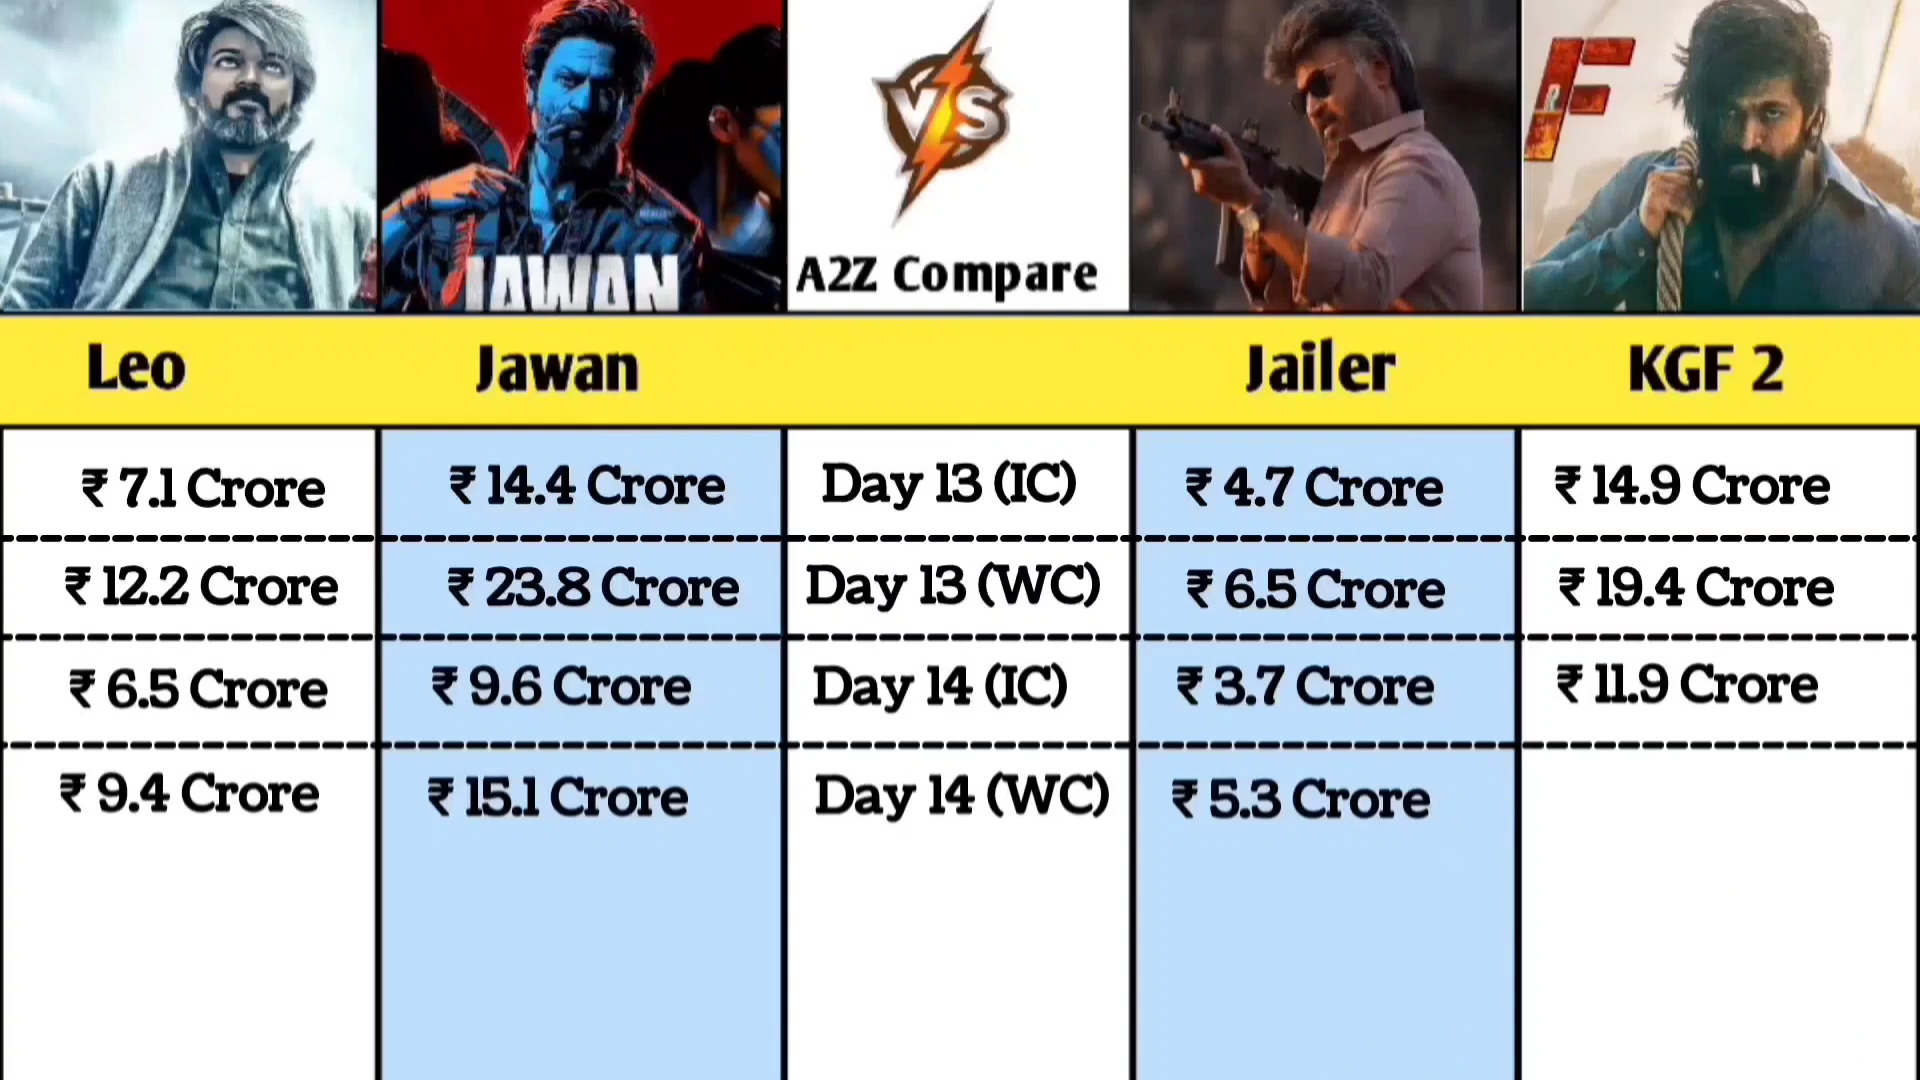 VS
A2Z Compare
JAWAN
F
Leo Jawan Jailer KGF 2
₹ 7.1 Crore ₹ 14.4 Crore Day 13 (IC) ₹ 4.7 Crore ₹ 14.9 Crore
₹ 12.2 Crore ₹ 23.8 Crore Day 13 (WC) ₹ 6.5 Crore ₹ 19.4 Crore
₹ 6.5 Crore ₹ 9.6 Crore Day 14 (IC) ₹ 3.7 Crore ₹ 11.9 Crore
₹ 9.4 Crore ₹ 15.1 Crore Day 14 (WC) ₹ 5.3 Crore